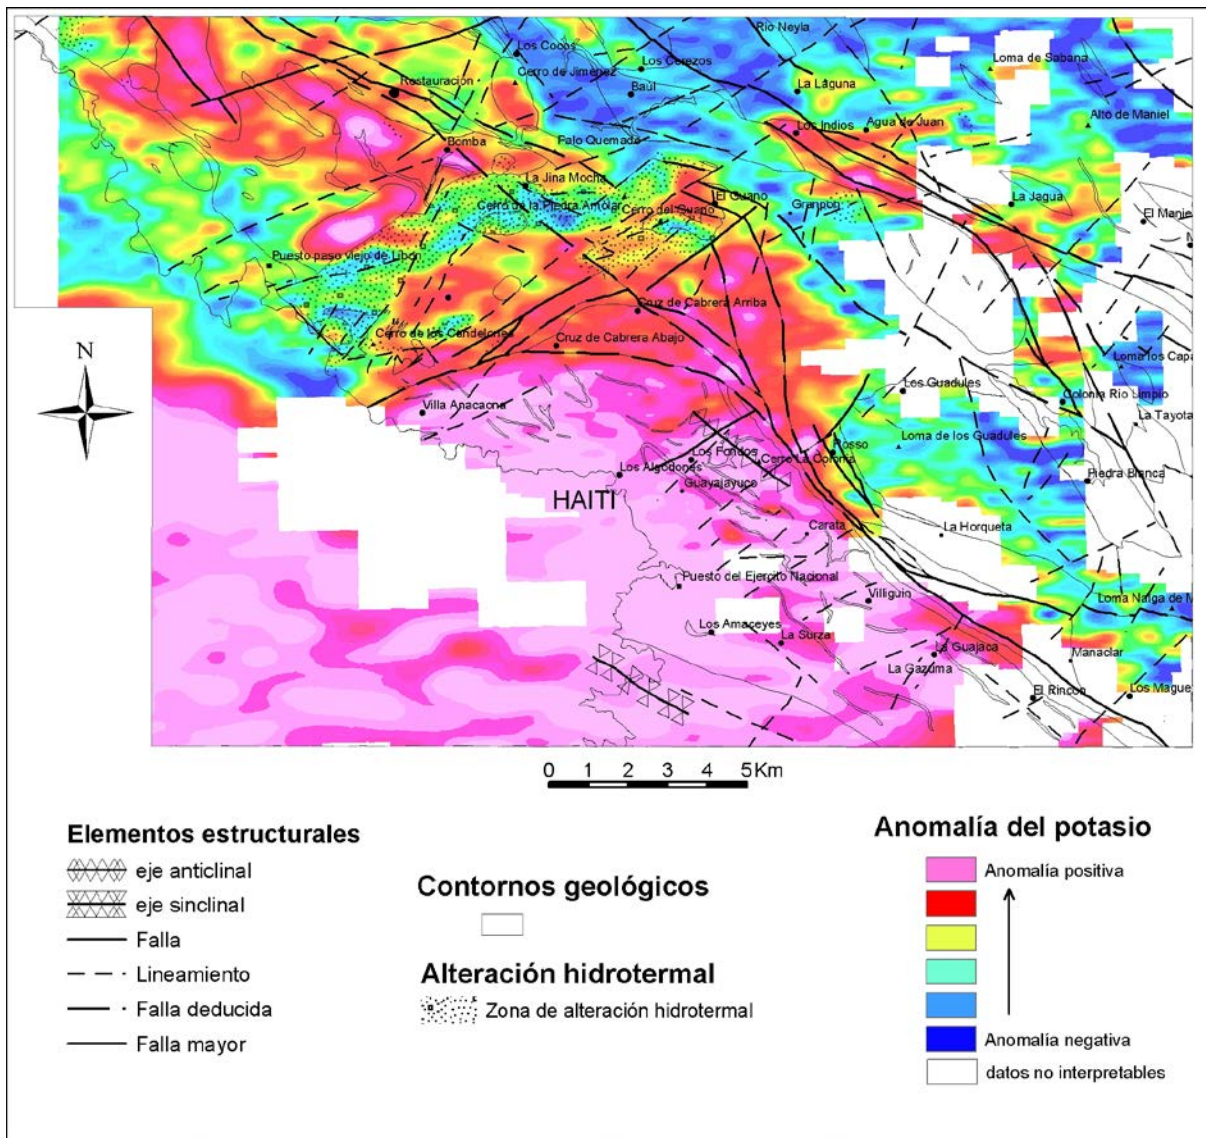 Río Neyla
Los Cocos
Los Cerezos
Loma de Sabana
Restauración
Cerro de Jiménez
Baúl
La Laguna
Los Indios
Agua de Juan
Alto de Maniel
Palo Quemado
Bomba
La Jina Mocha
Cerro de la Piedra Amolar
Cerro del Guano
El Guano
Granpon
La Jagua
El Manie
Puesto paso viejo de Libón
Cruz de Cabrera Arriba
Cerro de los Candelones
Cruz de Cabrera Abajo
Loma los Capa
N
Villa Anacaona
Los Guadules
Colonia Río Limpio
La Tayota
Rosso
Loma de los Guadules
Los Fondos
Cerro La Colonia
Los Algodones
Guayajayuco
Piedra Blanca
HAITI
Carata
La Horqueta
Puesto del Ejercito Nacional
Villiguin
Loma Nalga de M
Los Amaceyes
La Surza
La Guajaca
Manaclar
La Gazuma
El Rincón
Los Mague
0 1 2 3 4 5Km
Elementos estructurales
eje anticlinal
eje sinclinal
Falla
Lineamiento
Falla deducida
Falla mayor
Contornos geológicos
Alteración hidrotermal
Zona de alteración hidrotermal
Anomalía del potasio
Anomalía positiva
Anomalía negativa
datos no interpretables